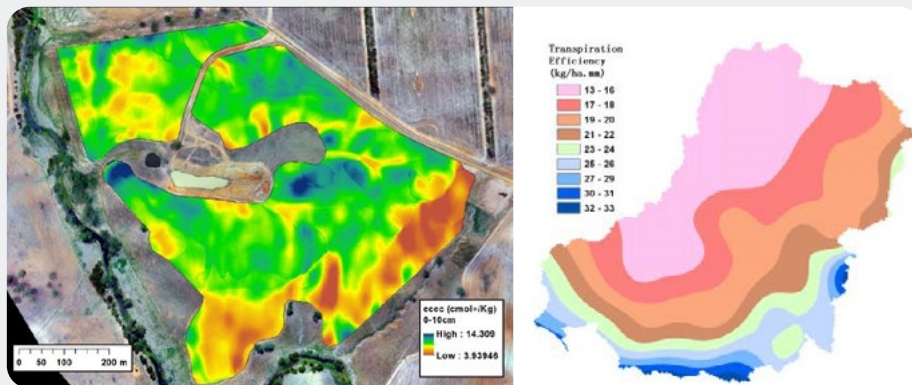 Transpiration
Efficiency
(kg/ha.mm)
13 - 16
17 - 18
19 - 20
21 - 22
23 - 24
25 - 26
27 - 29
30 - 31
32 - 33
ecec (cmol+/Kg)
0-10cm
High : 14.309
Low : 3.93946
0 50 100 200 m